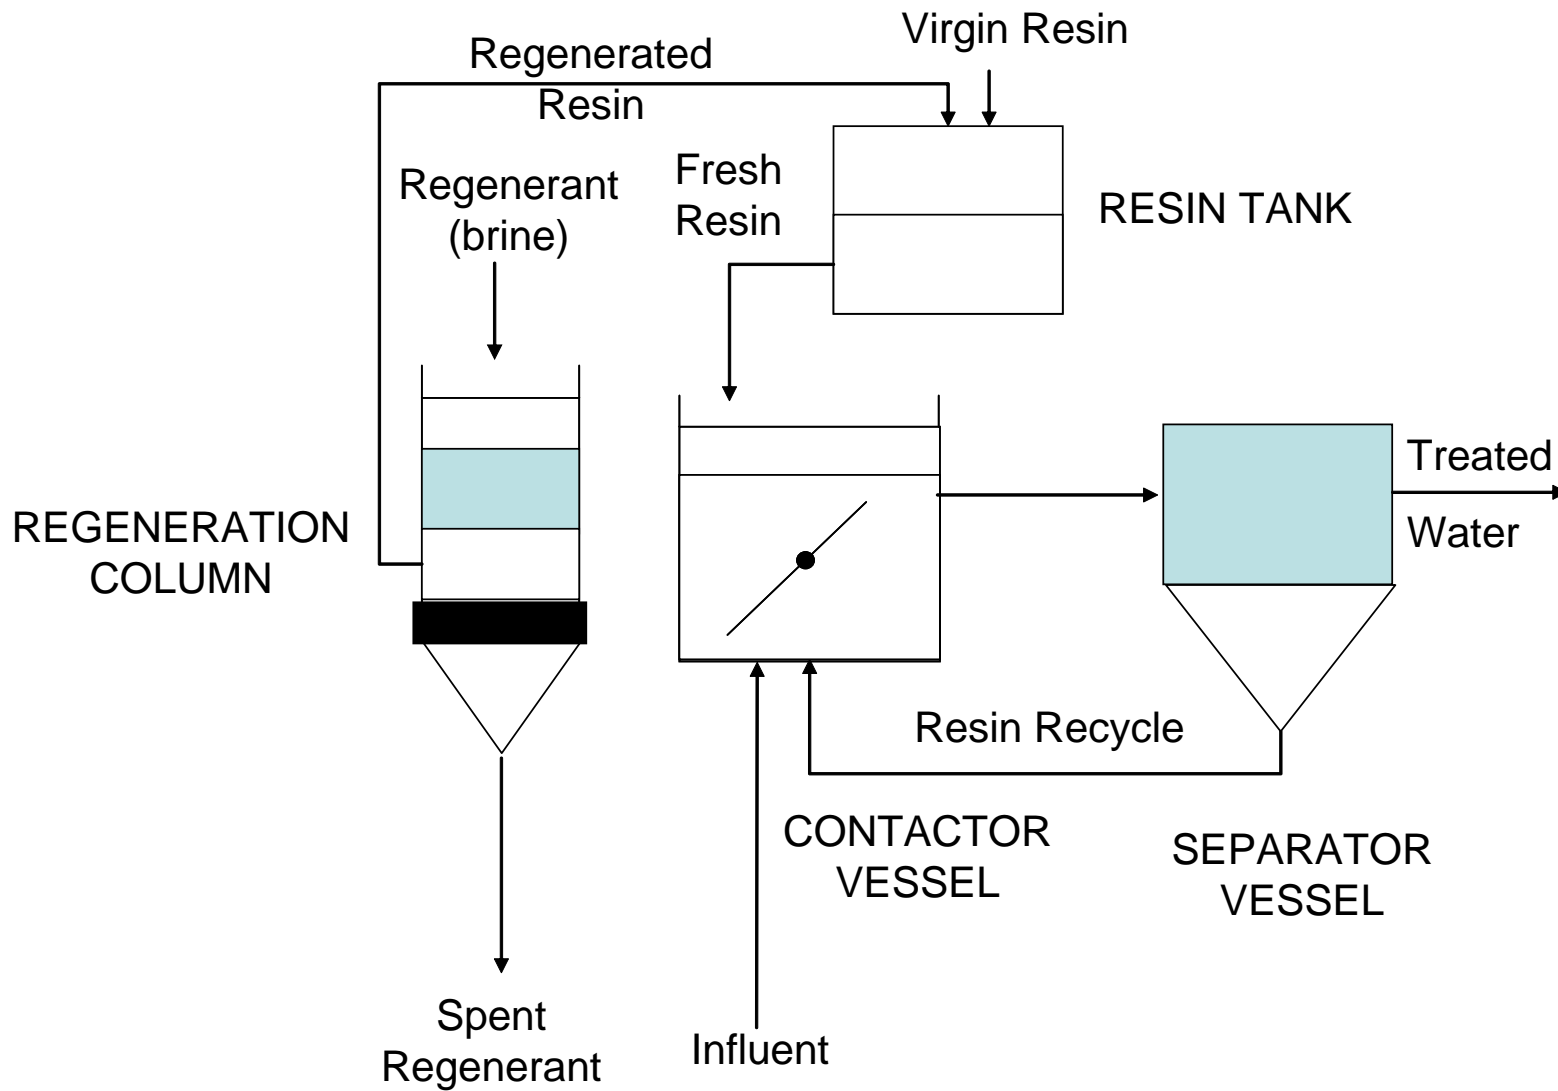 Virgin Resin
Regenerated
Resin
Regenerant
(brine)
Fresh
Resin
RESIN TANK
REGENERATION
COLUMN
Treated
Water
Resin Recycle
CONTACTOR
VESSEL
SEPARATOR
VESSEL
Spent
Regenerant
Influent